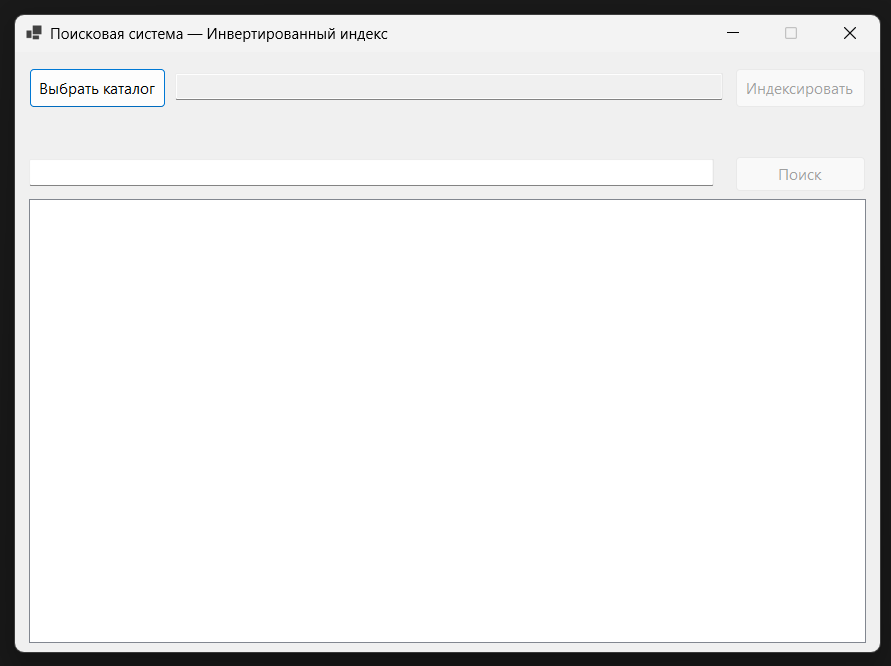 Поисковая система — Инвертированный индекс
Выбрать каталог
Индексировать
Поиск